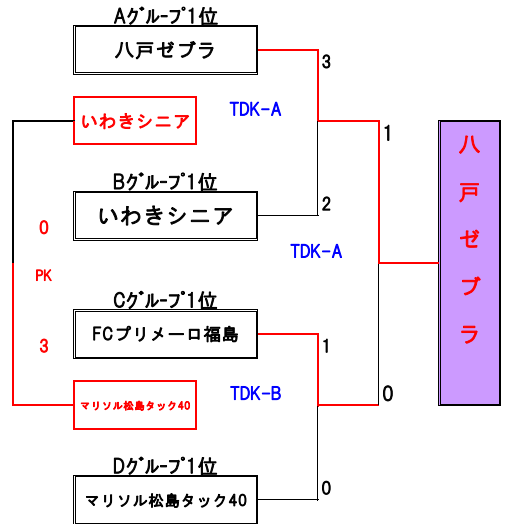 Aｸﾞﾙｰﾌﾟ1位
八戸ゼブラ
3
いわきシニア
TDK-A
1
八戸ゼブラ
Bｸﾞﾙｰﾌﾟ1位
いわきシニア
2
0
TDK-A
PK
Cｸﾞﾙｰﾌﾟ1位
FCプリメーロ福島
1
3
マリソル松島タック40
TDK-B
0
Dｸﾞﾙｰﾌﾟ1位
マリソル松島タック40
0